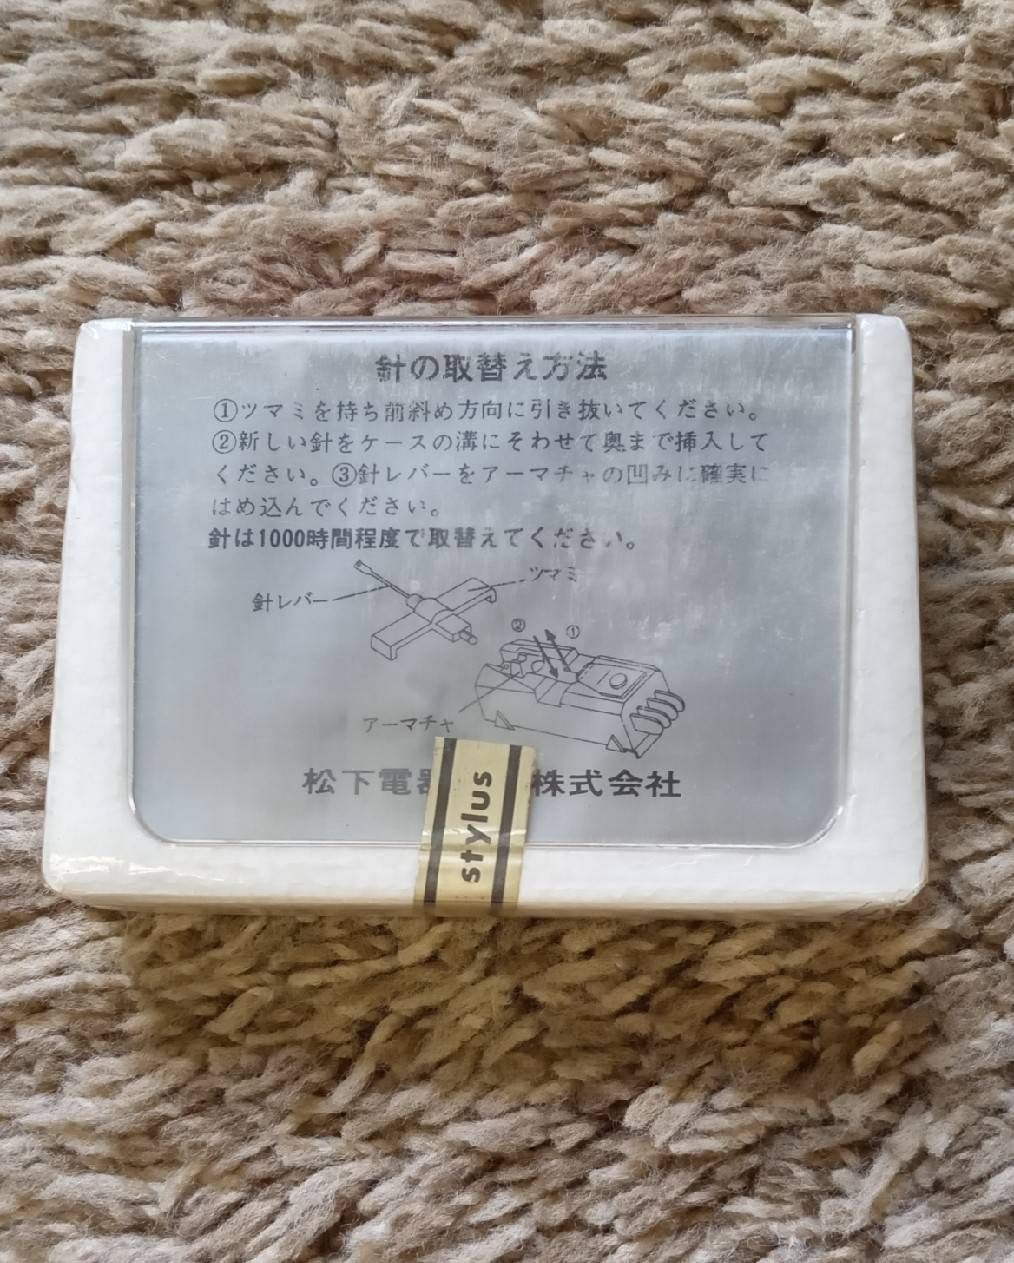 針の取替え方法
①ツマミを持ち前斜め方向に引き抜いてください。
②新しい針をケースの溝にそわせて奥まで挿入して
ください。③針レバーをアーマチャの凹みに確実に
はめ込んでください。
針は1000時間程度で取替えてください。
ツマミ
針レバー
② ①
アーマチャ
松下電器 株式会社
stylus